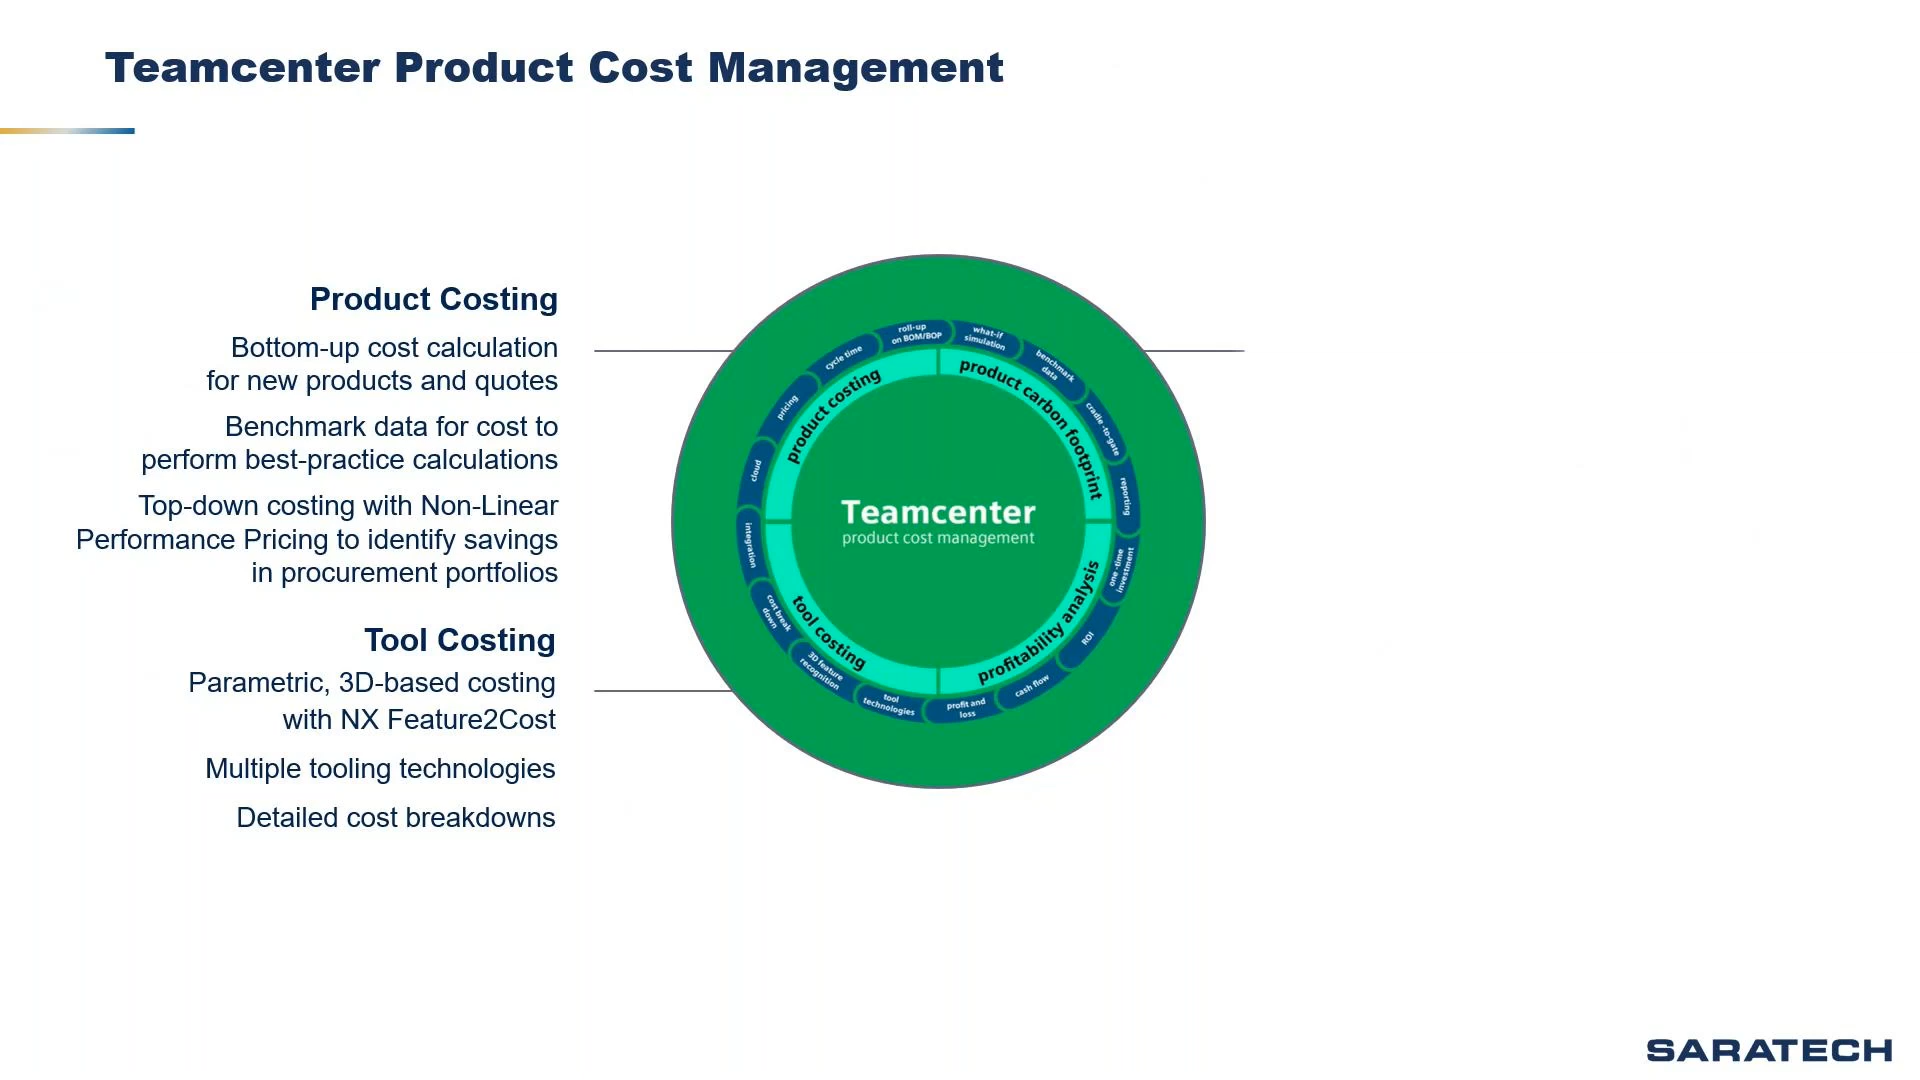 Teamcenter Product Cost Management
Product Costing
Bottom-up cost calculation
for new products and quotes
Benchmark data for cost to
perform best-practice calculations
Top-down costing with Non-Linear
Performance Pricing to identify savings
in procurement portfolios
Tool Costing
Parametric, 3D-based costing
with NX Feature2Cost
Multiple tooling technologies
Detailed cost breakdowns
Teamcenter
product cost management
product costing
product carbon footprint
profitability analysis
tool costing
roll-up
on BOM/BOP
what-if
simulation
benchmark
data
cradle-to-gate
reporting
one-time
investment
ROI
cash flow
profit and
loss
tool
technologies
3D feature
recognition
cost break
down
integration
cloud
pricing
cycle time
SARATECH